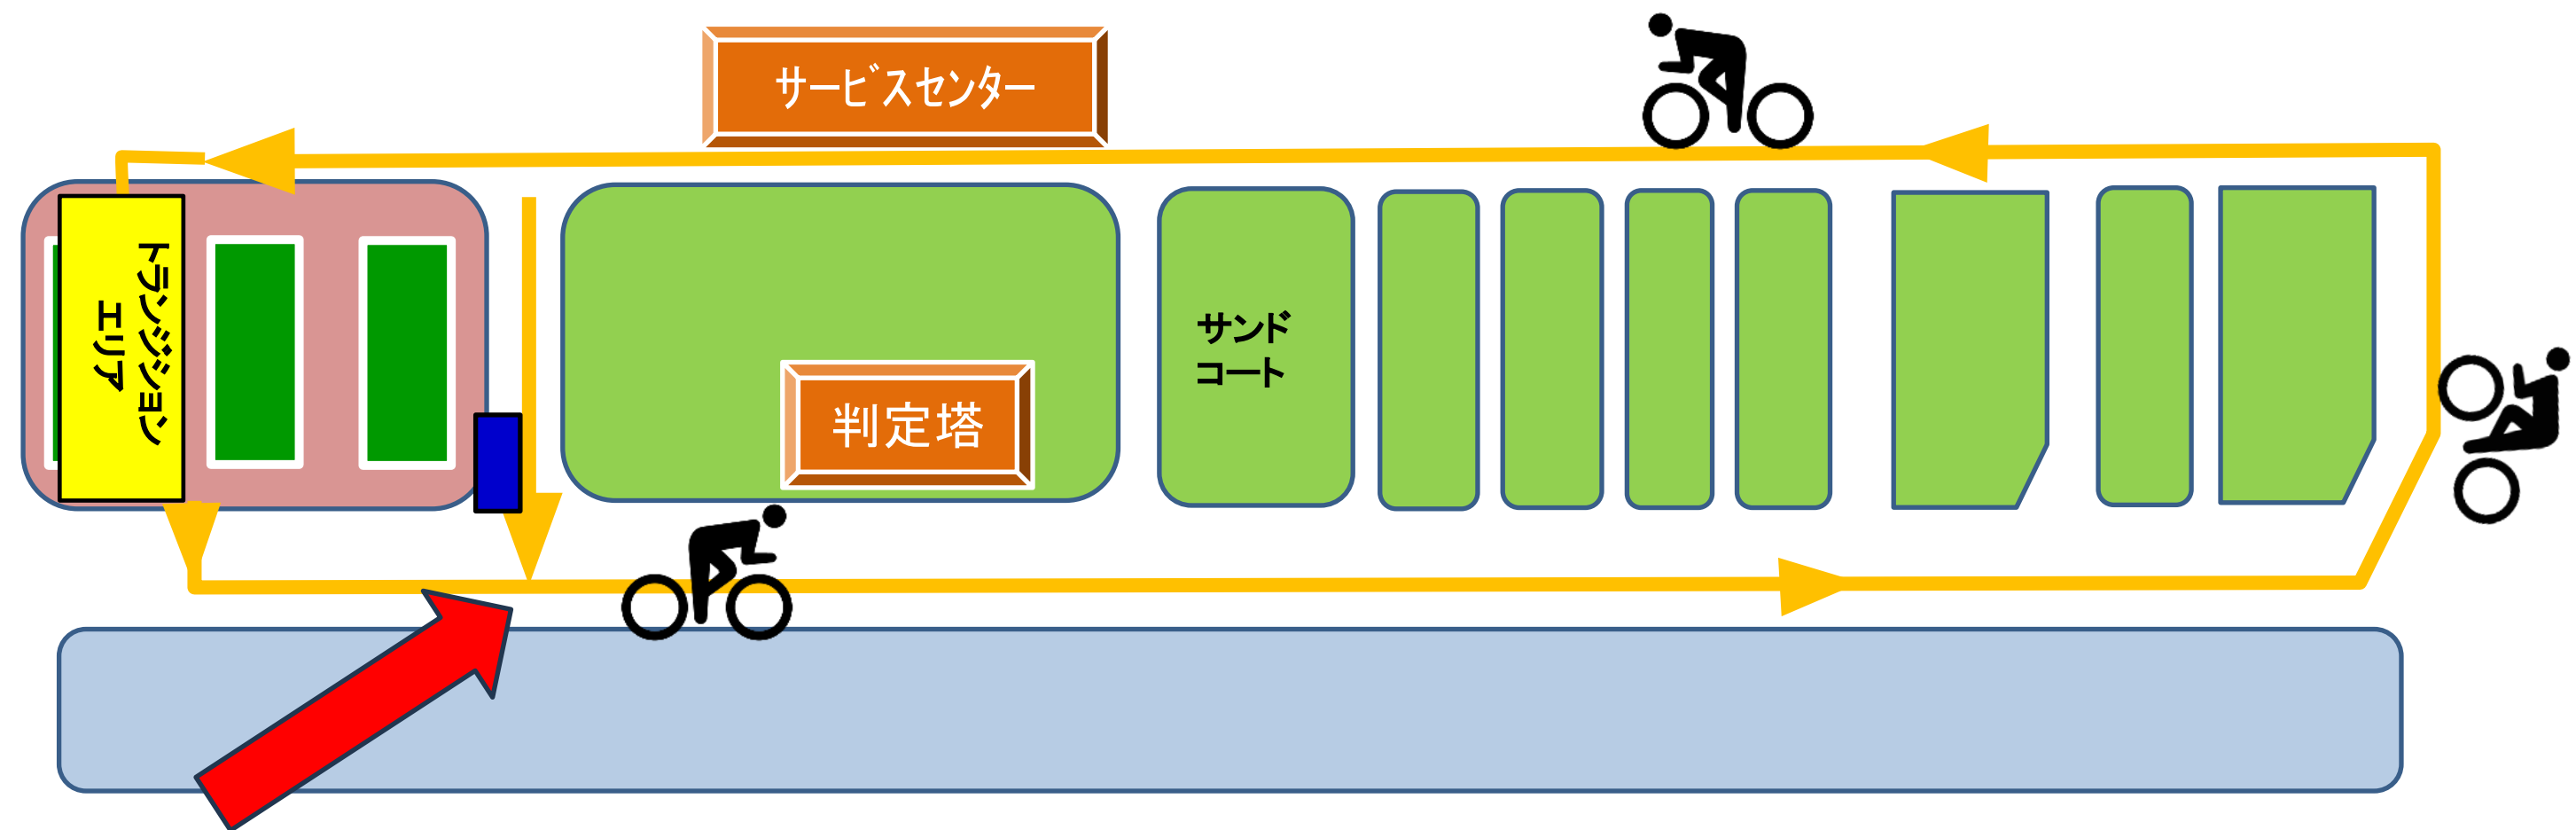 サービスセンター
トランジション
エリア
サンド
コート
判定塔